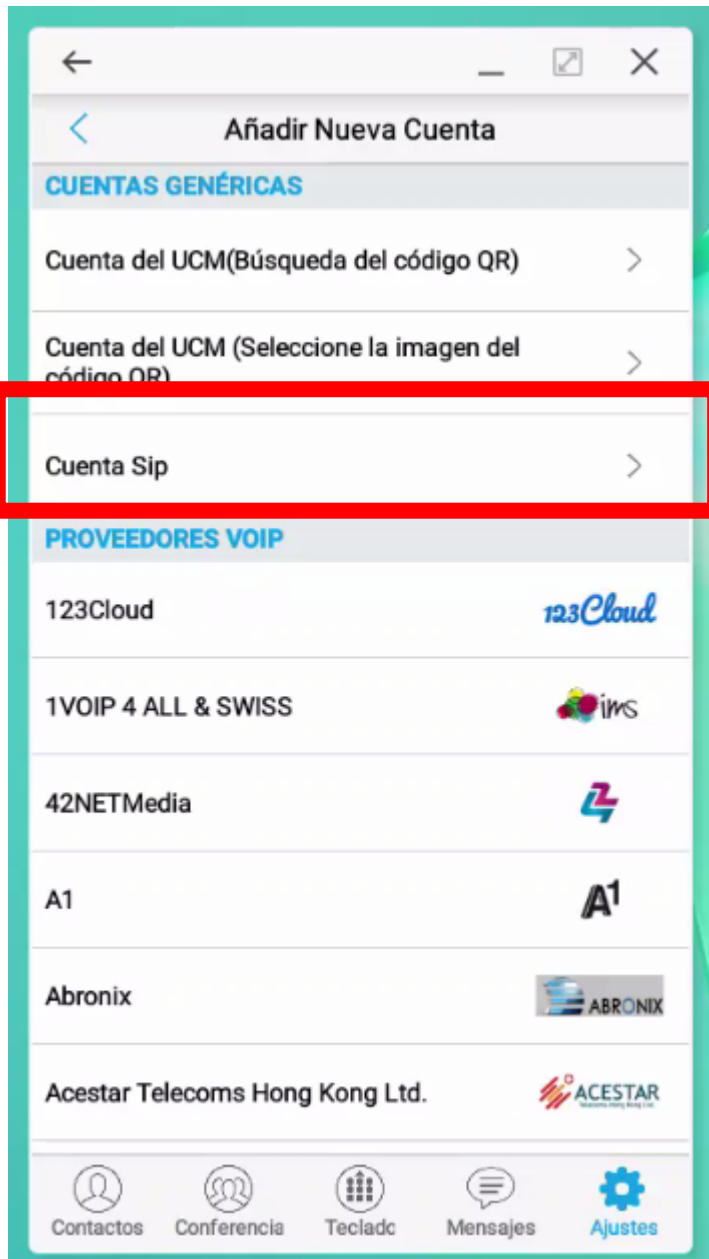 Añadir Nueva Cuenta
CUENTAS GENÉRICAS
Cuenta del UCM(Búsqueda del código QR)
Cuenta del UCM (Seleccione la imagen del
código QR)
Cuenta Sip
PROVEEDORES VOIP
123Cloud
123Cloud
1VOIP 4 ALL & SWISS
ims
42NETMedia
A1
A1
Abronix
ABRONIX
Acestar Telecoms Hong Kong Ltd.
ACESTAR
Contactos Conferencia Teclado Mensajes Ajustes